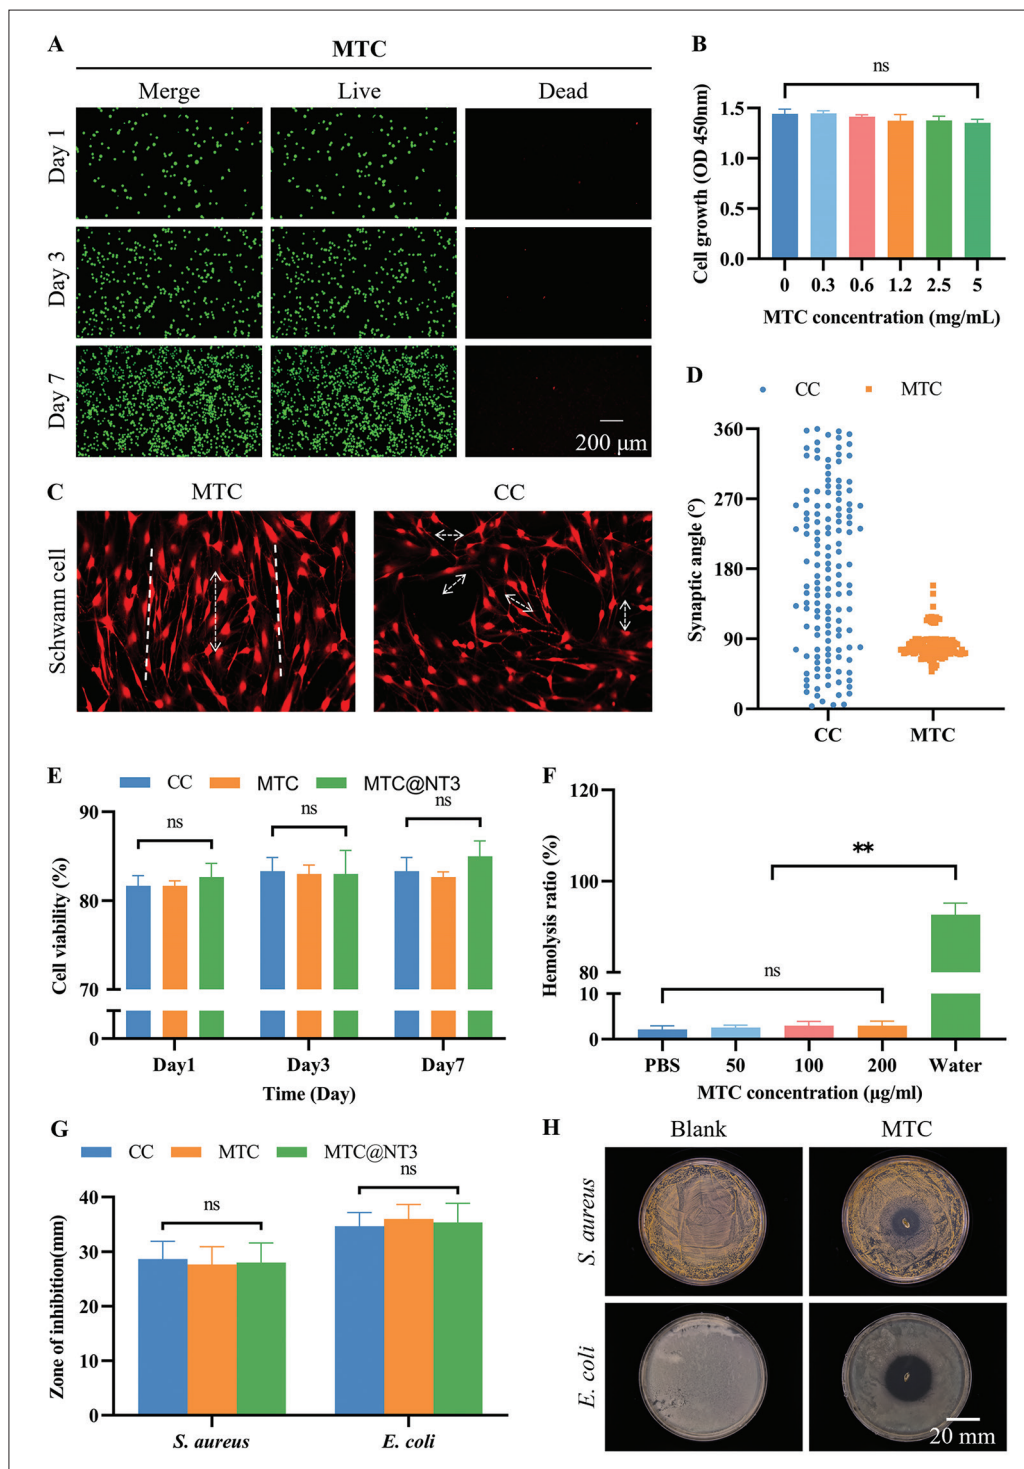 A
MTC
Merge Live Dead
Day 1
Day 3
Day 7
200 μm
B
ns
Cell growth (OD 450nm)
1.5
1.0
0.5
0.0
0 0.3 0.6 1.2 2.5 5
MTC concentration (mg/mL)
C
MTC CC
Schwann cell
D
CC MTC
Synaptic angle (°)
360
270
180
90
0
CC MTC
E
CC MTC MTC@NT3
ns ns ns
Cell viability (%)
90
80
70
0
Day1 Day3 Day7
Time (Day)
F
Hemolysis ratio (%)
120
100
80
10
0
**
ns
PBS 50 100 200 Water
MTC concentration (μg/ml)
G
CC MTC MTC@NT3
ns ns
Zone of inhibition(mm)
40
30
20
10
0
S. aureus E. coli
H
Blank MTC
S. aureus
E. coli
20 mm